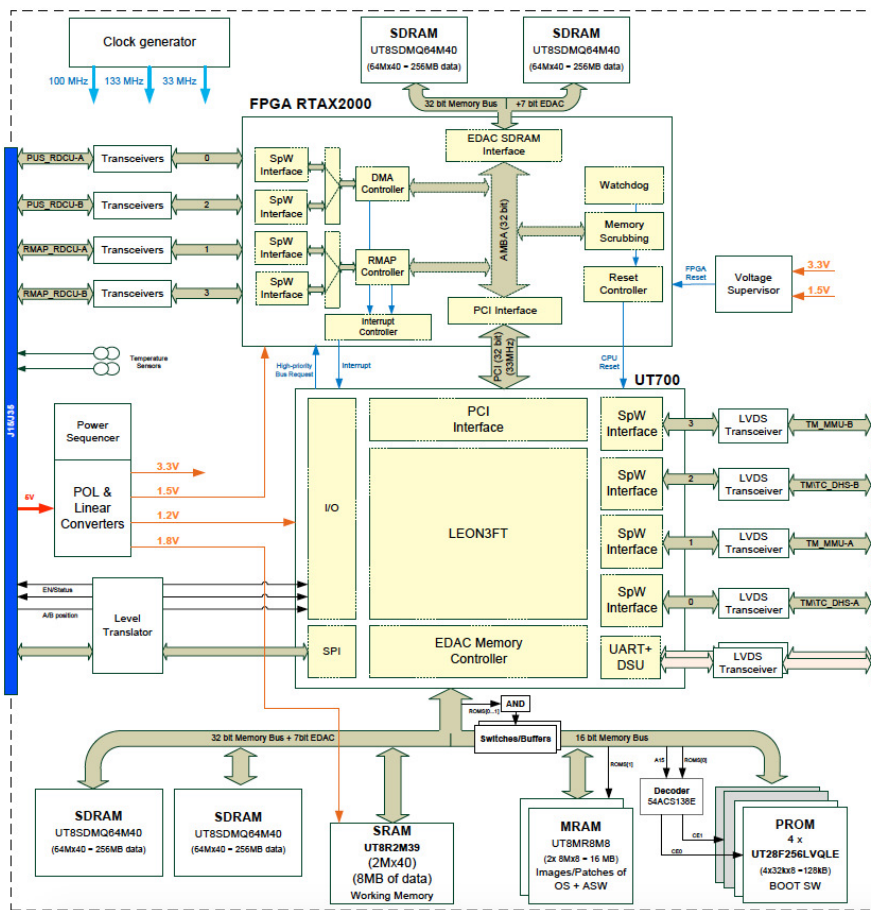 Clock generator
100 MHz
133 MHz
33 MHz
SDRAM
UT8SDMQ64M40
(64Mx40 = 256MB data)
SDRAM
UT8SDMQ64M40
(64Mx40 = 256MB data)
32 bit Memory Bus
+7 bit EDAC
FPGA RTAX2000
EDAC SDRAM
Interface
PUS_RDCU-A
Transceivers
0
SpW
Interface
DMA
Controller
Watchdog
PUS_RDCU-B
Transceivers
2
SpW
Interface
AMBA (32 bit)
Memory
Scrubbing
RMAP_RDCU-A
Transceivers
1
SpW
Interface
RMAP
Controller
Reset
Controller
FPGA
Reset
Voltage
Supervisor
3.3V
1.5V
RMAP_RDCU-B
Transceivers
3
SpW
Interface
Interrupt
Controller
PCI Interface
Temperature
Sensors
High-priority
Bus Request
Interrupt
PCI (32 bit)
(33MHz)
CPU
Reset
UT700
J15/J35
Power
Sequencer
POL &
Linear
Converters
6V
3.3V
1.5V
1.2V
1.8V
I/O
PCI
Interface
LEON3FT
SpW
Interface
3
LVDS
Transceiver
TM_MMU-B
SpW
Interface
2
LVDS
Transceiver
TM\TC_DHS-B
SpW
Interface
1
LVDS
Transceiver
TM_MMU-A
SpW
Interface
0
LVDS
Transceiver
TM\TC_DHS-A
EN/Status
A/B position
Level
Translator
SPI
EDAC Memory
Controller
UART+
DSU
LVDS
Transceiver
ROMS[0...1]
AND
Switches/Buffers
32 bit Memory Bus + 7bit EDAC
16 bit Memory Bus
ROMS[1]
A15
ROMS[0]
Decoder
54ACS138E
CE1
CE0
SDRAM
UT8SDMQ64M40
(64Mx40 = 256MB data)
SDRAM
UT8SDMQ64M40
(64Mx40 = 256MB data)
SRAM
UT8R2M39
(2Mx40)
(8MB of data)
Working Memory
MRAM
UT8MR8M8
(2x 8Mx8 = 16 MB)
Images/Patches of
OS + ASW
PROM
4 x
UT28F256LVQLE
(4x32kx8 =128kB)
BOOT SW